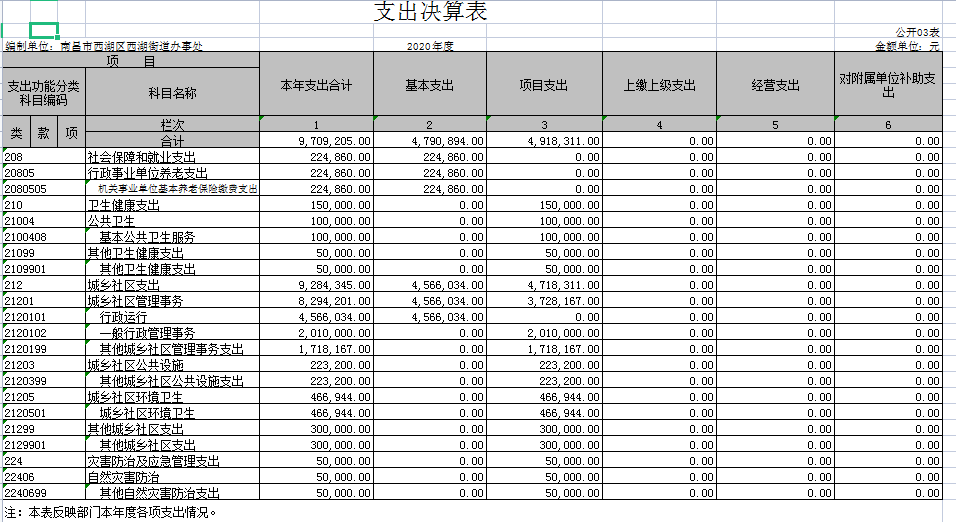 支出决算表
公开03表
编制单位：南昌市西湖区西湖街道办事处 2020年度 金额单位：元
项 目 本年支出合计 基本支出 项目支出 上缴上级支出 经营支出 对附属单位补助支出
支出功能分类科目编码 科目名称
类 款 项 栏次 1 2 3 4 5 6
合计 9,709,205.00 4,790,894.00 4,918,311.00 0.00 0.00 0.00
208 社会保障和就业支出 224,860.00 224,860.00 0.00 0.00 0.00 0.00
20805 行政事业单位养老支出 224,860.00 224,860.00 0.00 0.00 0.00 0.00
2080505 机关事业单位基本养老保险缴费支出 224,860.00 224,860.00 0.00 0.00 0.00 0.00
210 卫生健康支出 150,000.00 0.00 150,000.00 0.00 0.00 0.00
21004 公共卫生 100,000.00 0.00 100,000.00 0.00 0.00 0.00
2100408 基本公共卫生服务 100,000.00 0.00 100,000.00 0.00 0.00 0.00
21099 其他卫生健康支出 50,000.00 0.00 50,000.00 0.00 0.00 0.00
2109901 其他卫生健康支出 50,000.00 0.00 50,000.00 0.00 0.00 0.00
212 城乡社区支出 9,284,345.00 4,566,034.00 4,718,311.00 0.00 0.00 0.00
21201 城乡社区管理事务 8,294,201.00 4,566,034.00 3,728,167.00 0.00 0.00 0.00
2120101 行政运行 4,566,034.00 4,566,034.00 0.00 0.00 0.00 0.00
2120102 一般行政管理事务 2,010,000.00 0.00 2,010,000.00 0.00 0.00 0.00
2120199 其他城乡社区管理事务支出 1,718,167.00 0.00 1,718,167.00 0.00 0.00 0.00
21203 城乡社区公共设施 223,200.00 0.00 223,200.00 0.00 0.00 0.00
2120399 其他城乡社区公共设施支出 223,200.00 0.00 223,200.00 0.00 0.00 0.00
21205 城乡社区环境卫生 466,944.00 0.00 466,944.00 0.00 0.00 0.00
2120501 城乡社区环境卫生 466,944.00 0.00 466,944.00 0.00 0.00 0.00
21299 其他城乡社区支出 300,000.00 0.00 300,000.00 0.00 0.00 0.00
2129901 其他城乡社区支出 300,000.00 0.00 300,000.00 0.00 0.00 0.00
224 灾害防治及应急管理支出 50,000.00 0.00 50,000.00 0.00 0.00 0.00
22406 自然灾害防治 50,000.00 0.00 50,000.00 0.00 0.00 0.00
2240699 其他自然灾害防治支出 50,000.00 0.00 50,000.00 0.00 0.00 0.00
注：本表反映部门本年度各项支出情况。